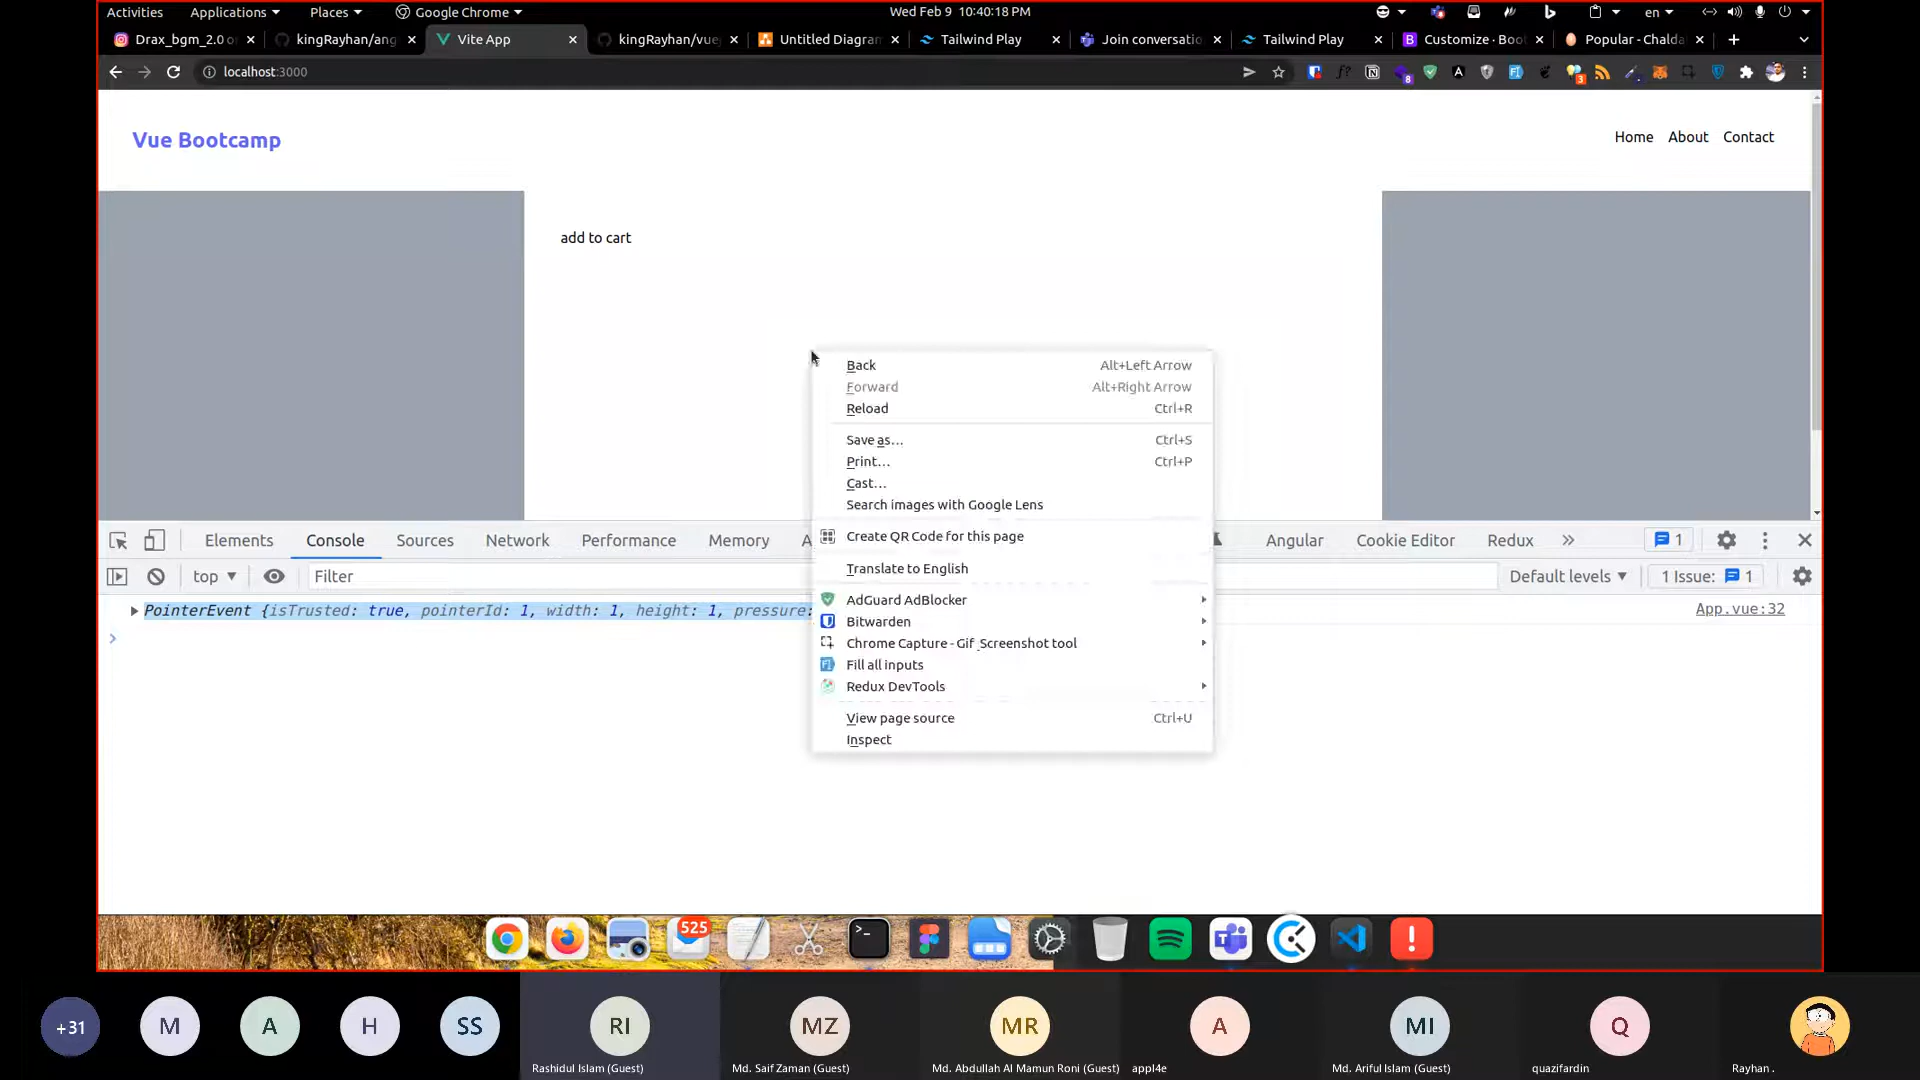 Activities Applications Places Google Chrome Wed Feb 9 10:40:18 PM en
Drax_bgm_2.0 o kingRayhan/ang Vite App kingRayhan/vue Untitled Diagram Tailwind Play Join conversatio Tailwind Play Customize · Boo Popular - Chalda
localhost:3000
Vue Bootcamp
Home About Contact
add to cart
Back Alt+Left Arrow
Forward Alt+Right Arrow
Reload Ctrl+R
Save as... Ctrl+S
Print... Ctrl+P
Cast...
Search images with Google Lens
Create QR Code for this page
Translate to English
AdGuard AdBlocker
Bitwarden
Chrome Capture - Gif_Screenshot tool
Fill all inputs
Redux DevTools
View page source Ctrl+U
Inspect
Elements Console Sources Network Performance Memory A Angular Cookie Editor Redux 1
top Filter Default levels 1 Issue: 1
PointerEvent {isTrusted: true, pointerId: 1, width: 1, height: 1, pressure: App.vue:32
525
+31 M A H SS RI MZ MR A MI Q
Rashidul Islam (Guest) Md. Saif Zaman (Guest) Md. Abdullah Al Mamun Roni (Guest) appl4e Md. Ariful Islam (Guest) quazifardin Rayhan .